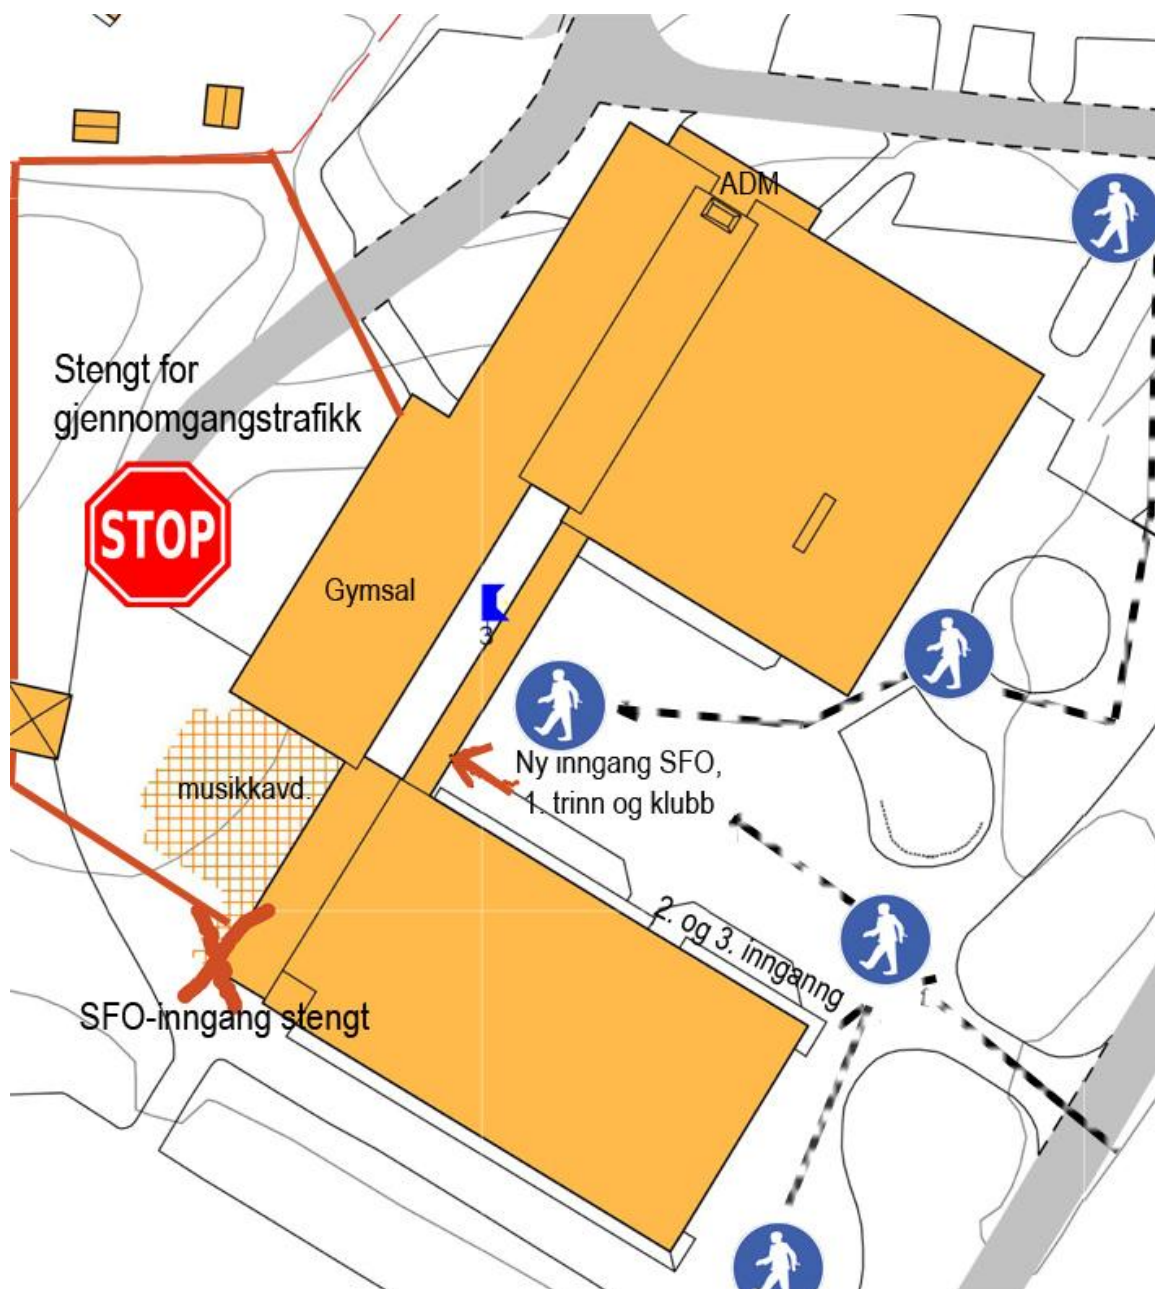 ADM
Stengt for
gjennomgangstrafikk
STOP
Gymsal
3
Ny inngang SFO,
1. trinn og klubb
musikkavd.
2. og 3. innganng
SFO-inngang stengt